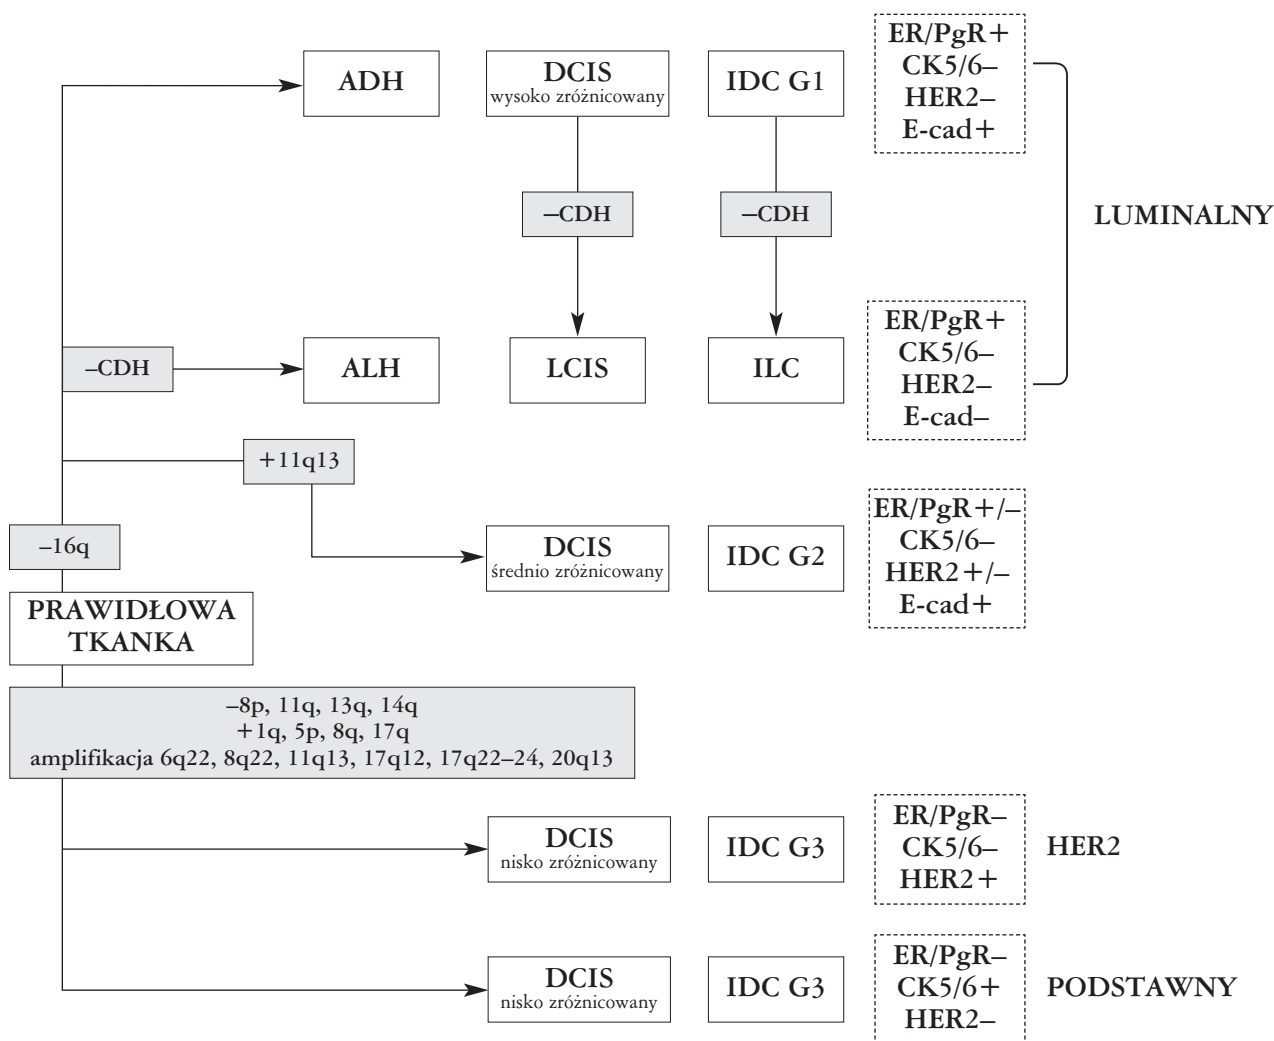 ADH
DCIS
wysoko zróżnicowany
IDC G1
ER/PgR+
CK5/6–
HER2–
E-cad+
–CDH
–CDH
LUMINALNY
–CDH
ALH
LCIS
ILC
ER/PgR+
CK5/6–
HER2–
E-cad–
+11q13
–16q
DCIS
średnio zróżnicowany
IDC G2
ER/PgR+/–
CK5/6–
HER2+/–
E-cad+
PRAWIDŁOWA
TKANKA
–8p, 11q, 13q, 14q
+1q, 5p, 8q, 17q
amplifikacja 6q22, 8q22, 11q13, 17q12, 17q22–24, 20q13
DCIS
nisko zróżnicowany
IDC G3
ER/PgR–
CK5/6–
HER2+
HER2
DCIS
nisko zróżnicowany
IDC G3
ER/PgR–
CK5/6+
HER2–
PODSTAWNY